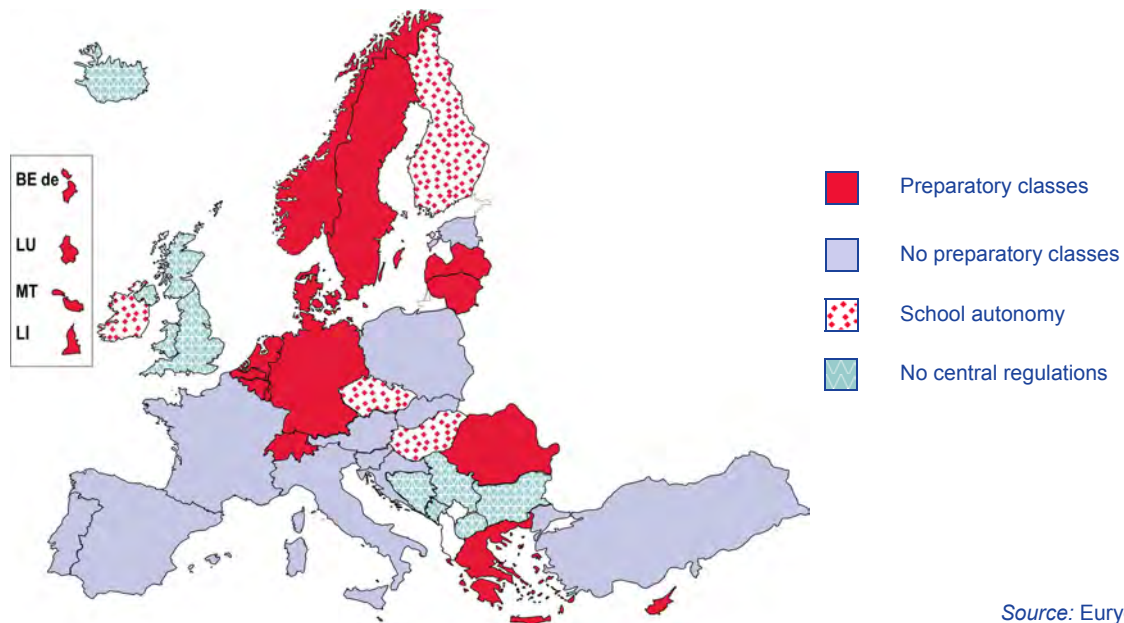 BE de
LU
MT
LI
Preparatory classes
No preparatory classes
School autonomy
No central regulations
Source: Eury